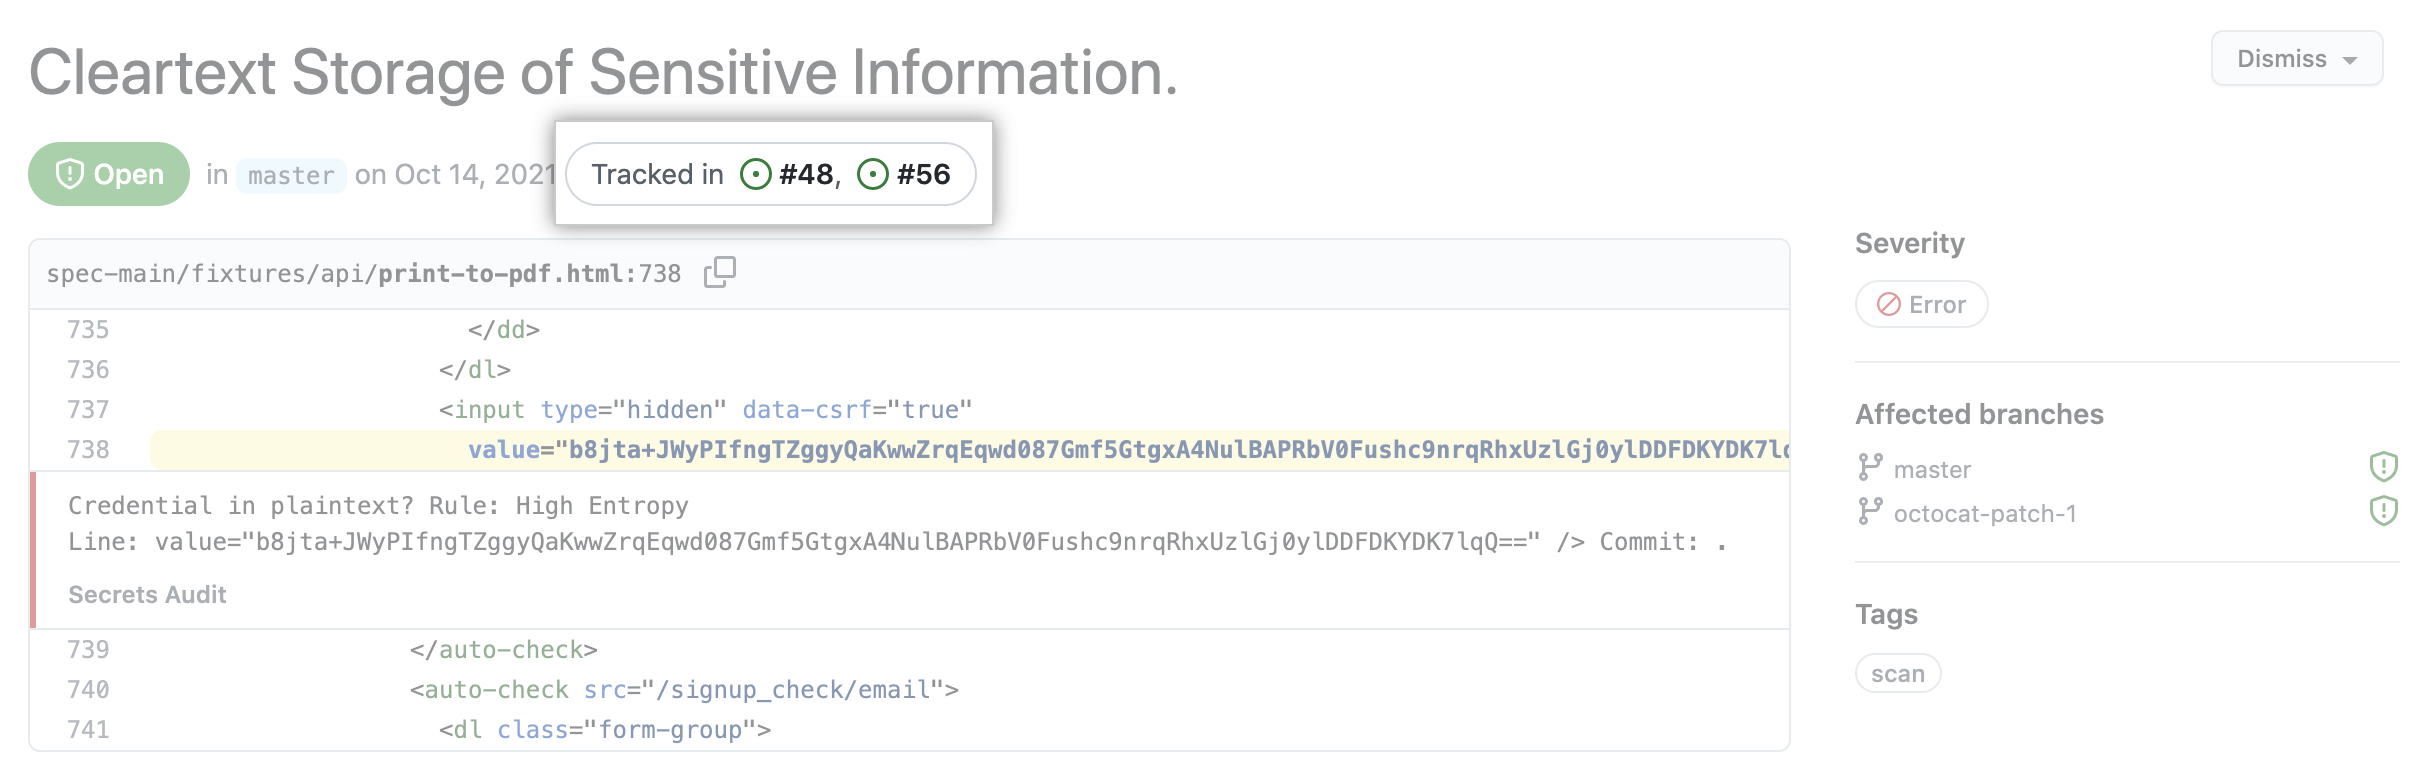 Cleartext Storage of Sensitive Information.
Dismiss
Open in master on Oct 14, 2021 Tracked in #48, #56
spec-main/fixtures/api/print-to-pdf.html:738
735 </dd>
736 </dl>
737 <input type="hidden" data-csrf="true"
738 value="b8jta+JWyPIfngTZggyQaKwwZrqEqwd087Gmf5GtgxA4NulBAPRbV0Fushc9nrqRhxUzlGj0ylDDFDKYDK7lq
Credential in plaintext? Rule: High Entropy
Line: value="b8jta+JWyPIfngTZggyQaKwwZrqEqwd087Gmf5GtgxA4NulBAPRbV0Fushc9nrqRhxUzlGj0ylDDFDKYDK7lqQ==" /> Commit: .
Secrets Audit
739 </auto-check>
740 <auto-check src="/signup_check/email">
741 <dl class="form-group">
Severity
Error
Affected branches
master
octocat-patch-1
Tags
scan